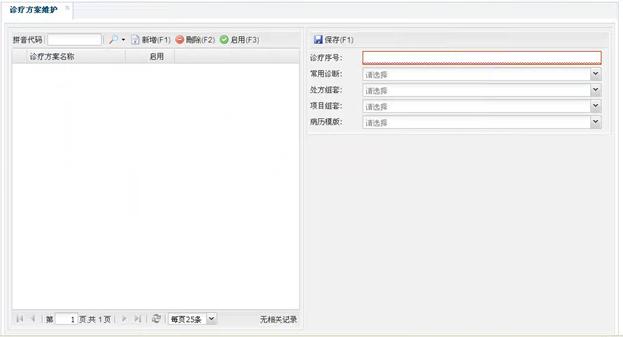 诊疗方案维护
拼音代码 新增(F1) 删除(F2) 启用(F3)
诊疗方案名称 启用
第 1 页,共 1 页 每页25条 无相关记录
保存(F1)
诊疗序号:
常用诊断: 请选择
处方组套: 请选择
项目组套: 请选择
病历模版: 请选择